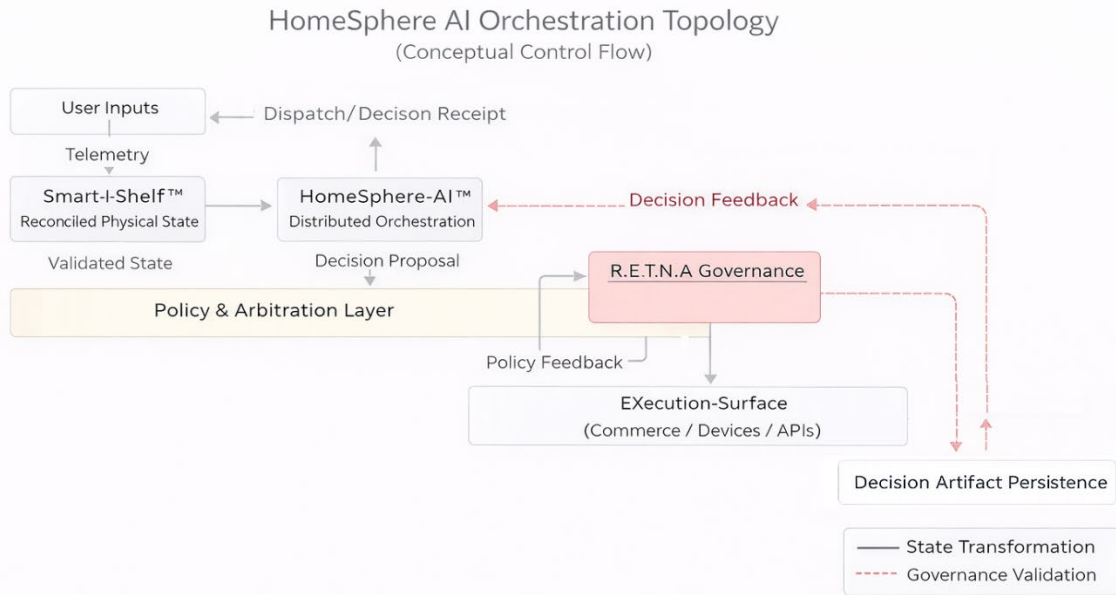 HomeSphere AI Orchestration Topology
(Conceptual Control Flow)
User Inputs
Dispatch/Decison Receipt
Telemetry
Smart-I-Shelf™
Reconciled Physical State
HomeSphere-AI™
Distributed Orchestration
Decision Feedback
Validated State
Decision Proposal
R.E.T.N.A Governance
Policy & Arbitration Layer
Policy Feedback
EXecution-Surface
(Commerce / Devices / APIs)
Decision Artifact Persistence
State Transformation
Governance Validation